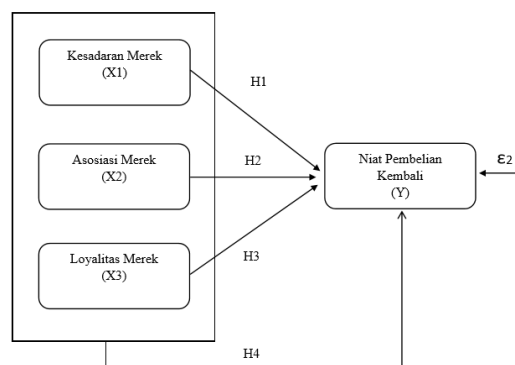 Kesadaran Merek
(X1)
H1
Asosiasi Merek
(X2)
H2
Niat Pembelian
Kembali
(Y)
ε2
Loyalitas Merek
(X3)
H3
H4